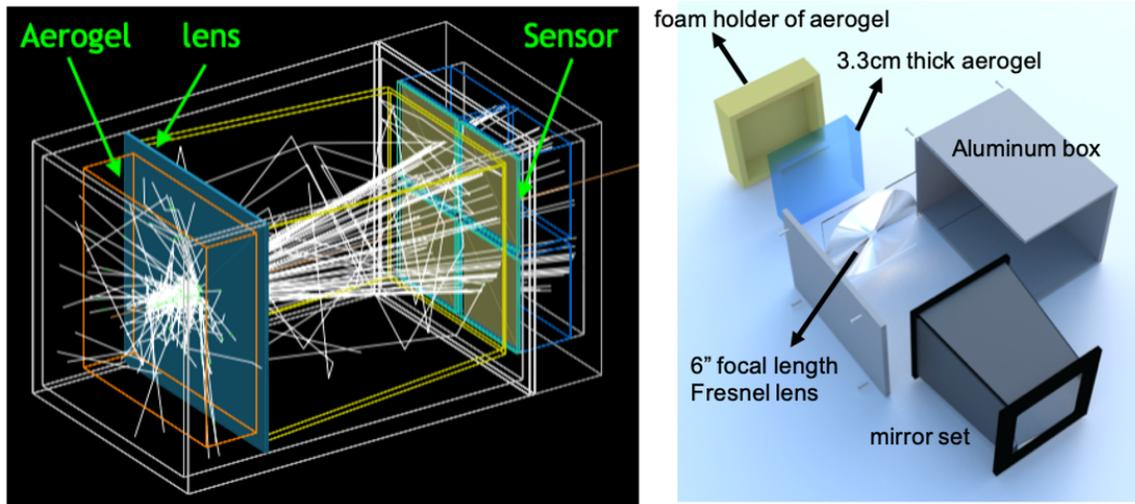 Aerogel
lens
Sensor
foam holder of aerogel
3.3cm thick aerogel
Aluminum box
6” focal length
Fresnel lens
mirror set